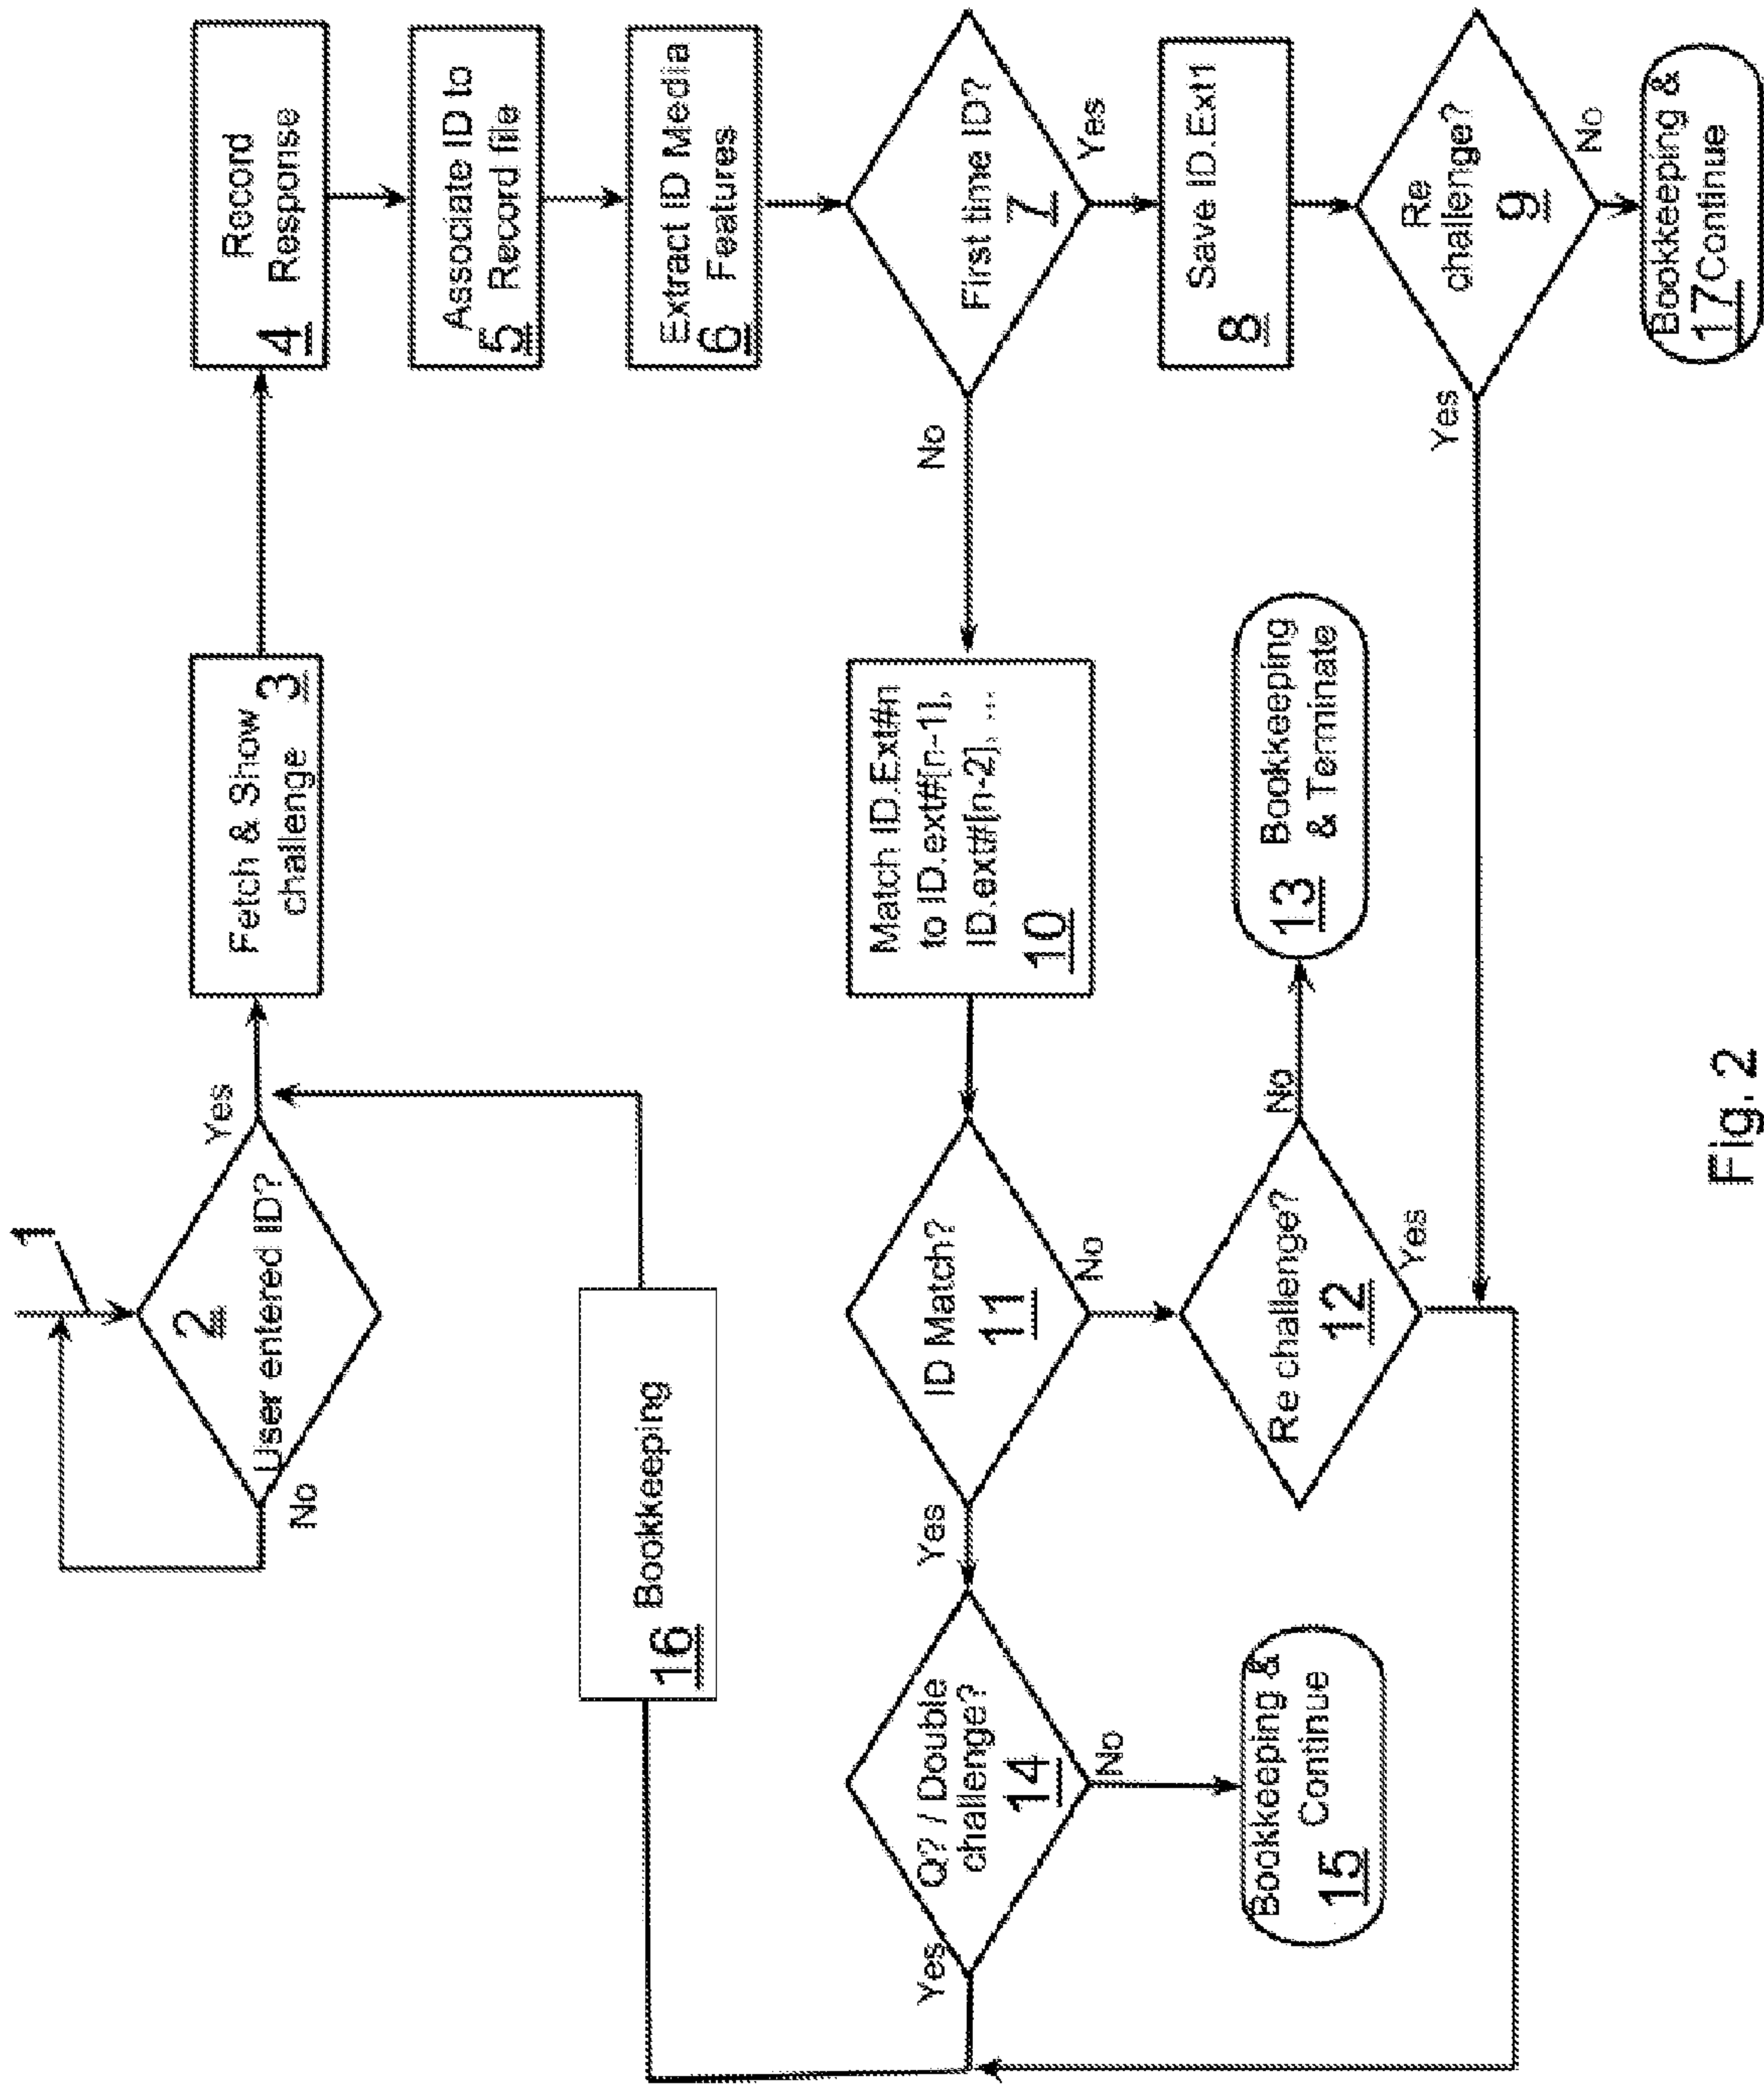 1
2
User entered ID?
Yes
No
Fetch & Show
challenge 3
Record
4 Response
Associate ID to
5 Record file
Extract ID Media
6 Features
First time ID?
7
No
Yes
Save ID.Ext1
8
Re
challenge?
9
Yes
No
Bookkeeping &
17 Continue
Match ID.Ext#n
to ID.ext#[n-1],
ID.ext#[n-2], ...
10
ID Match?
11
Yes
No
Re challenge?
12
No
Yes
Bookkeeping
13 & Terminate
Q? / Double
challenge?
14
Yes
No
Bookkeeping &
15 Continue
Bookkeeping
16
Fig. 2